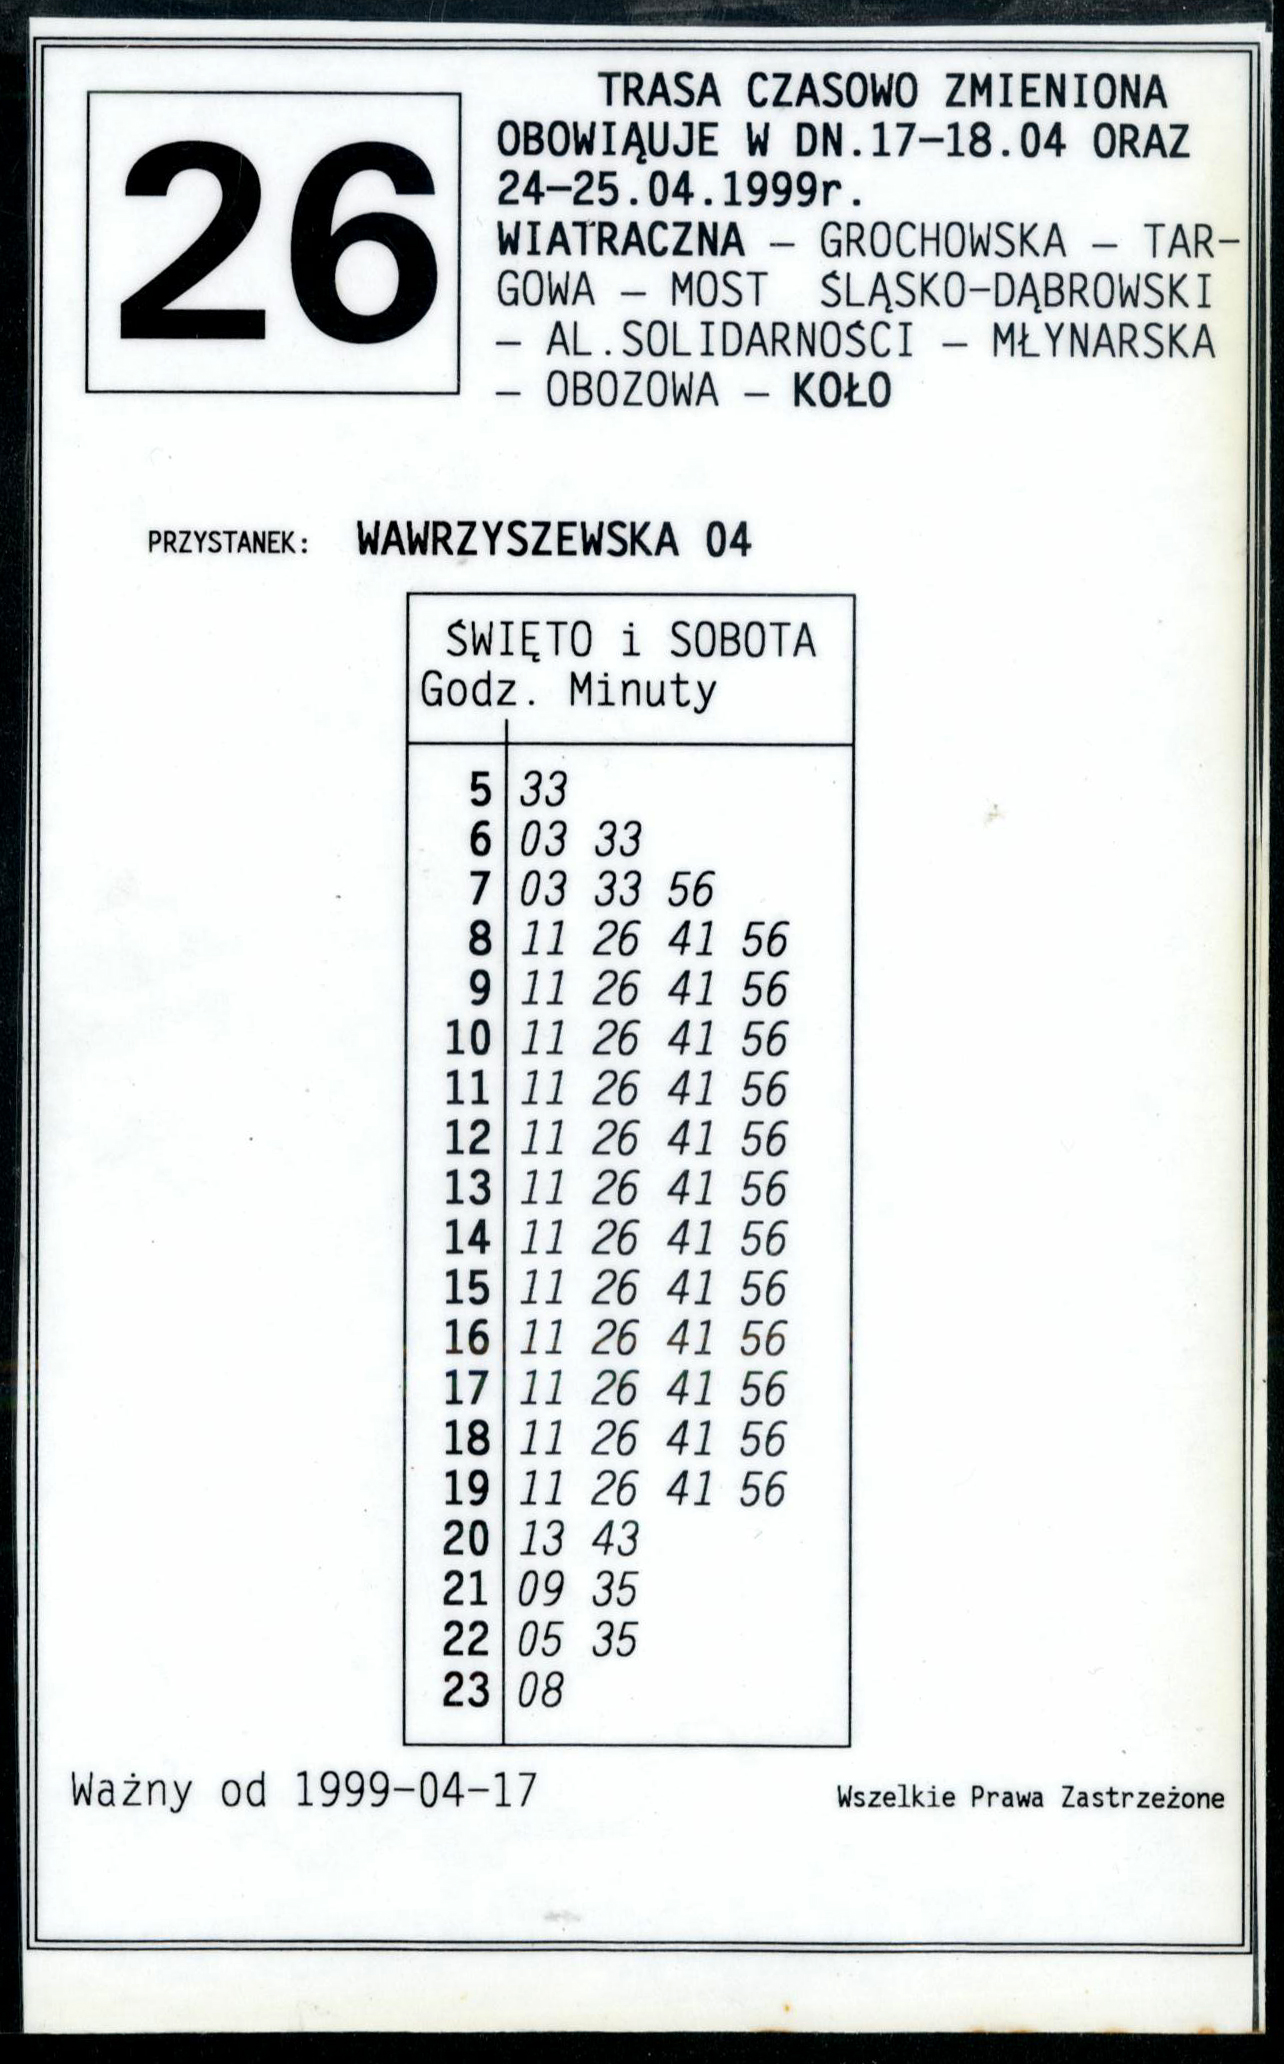 26
TRASA CZASOWO ZMIENIONA
OBOWIĄUJE W DN.17–18.04 ORAZ
24–25.04.1999r.
WIATRACZNA – GROCHOWSKA – TAR-
GOWA – MOST ŚLĄSKO-DĄBROWSKI
– AL.SOLIDARNOŚCI – MŁYNARSKA
– OBOZOWA – KOŁO
PRZYSTANEK: WAWRZYSZEWSKA 04
ŚWIĘTO i SOBOTA
Godz. Minuty
5 33
6 03 33
7 03 33 56
8 11 26 41 56
9 11 26 41 56
10 11 26 41 56
11 11 26 41 56
12 11 26 41 56
13 11 26 41 56
14 11 26 41 56
15 11 26 41 56
16 11 26 41 56
17 11 26 41 56
18 11 26 41 56
19 11 26 41 56
20 13 43
21 09 35
22 05 35
23 08
Ważny od 1999–04–17
Wszelkie Prawa Zastrzeżone